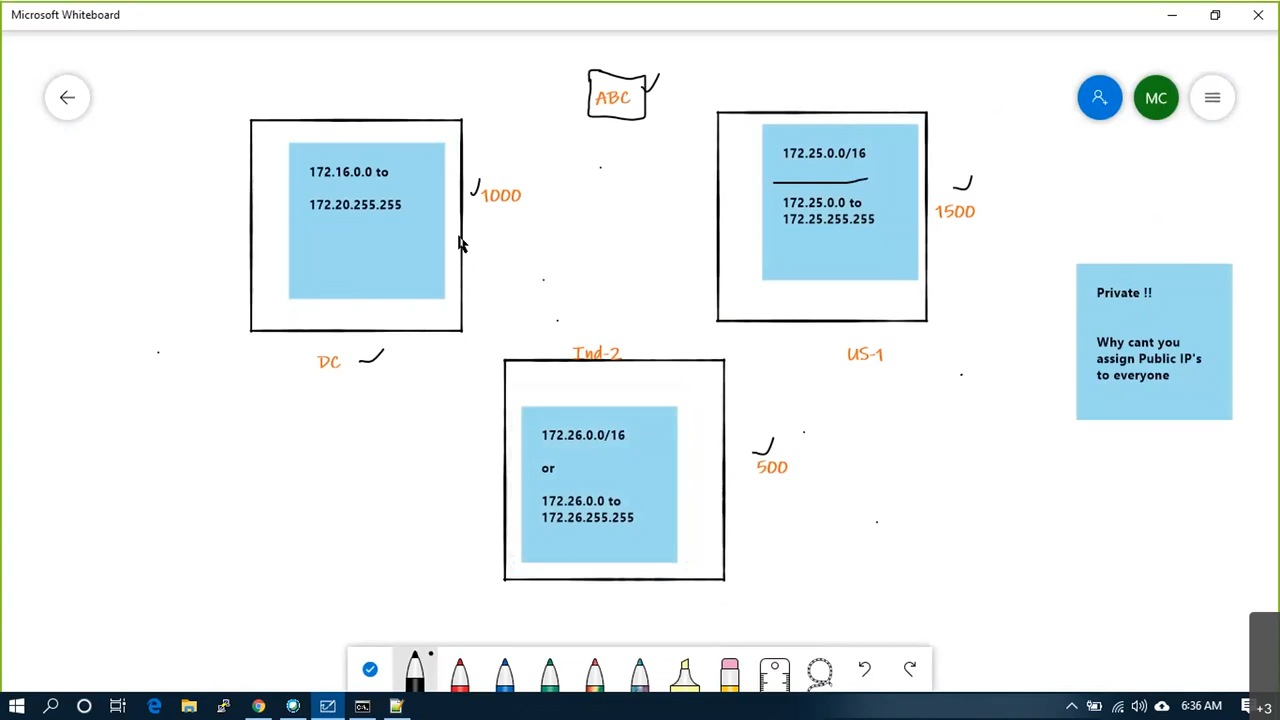 Microsoft Whiteboard
ABC
MC
172.16.0.0 to
172.20.255.255
1000
DC
172.25.0.0/16
172.25.0.0 to
172.25.255.255
1500
US-1
Ind-2
172.26.0.0/16
or
172.26.0.0 to
172.26.255.255
500
Private !!
Why cant you
assign Public IP's
to everyone
6:36 AM
+3